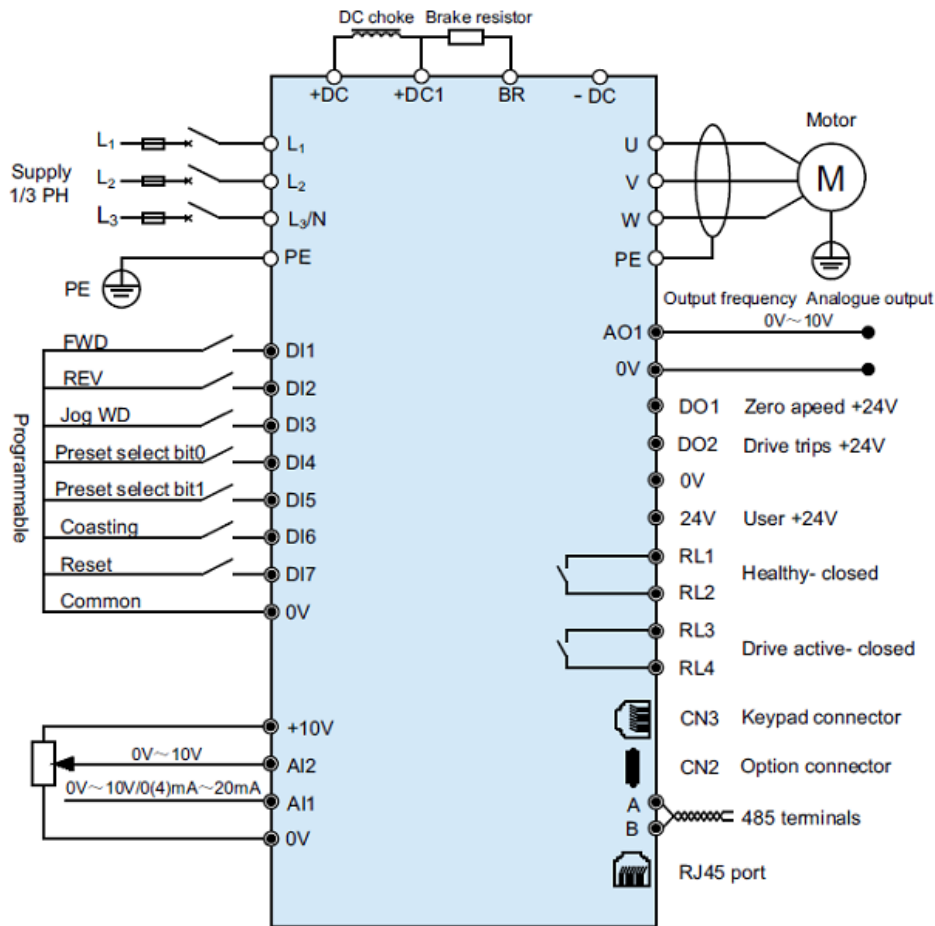 DC choke Brake resistor
+DC +DC1 BR - DC
L₁ L₁
L₂ L₂
L₃ L₃/N
Supply
1/3 PH
PE
PE
U
V
W
PE
Motor
M
Output frequency Analogue output
0V～10V
AO1
0V
DO1 Zero apeed +24V
DO2 Drive trips +24V
0V
24V User +24V
RL1
RL2
Healthy- closed
RL3
RL4
Drive active- closed
CN3 Keypad connector
CN2 Option connector
A
B
485 terminals
RJ45 port
Programmable
FWD DI1
REV DI2
Jog WD DI3
Preset select bit0 DI4
Preset select bit1 DI5
Coasting DI6
Reset DI7
Common 0V
+10V
0V～10V AI2
0V～10V/0(4)mA～20mA AI1
0V